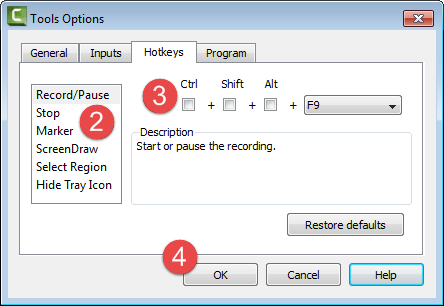 Tools Options
General Inputs Hotkeys Program
Record/Pause
Stop
Marker
ScreenDraw
Select Region
Hide Tray Icon
2
3
Ctrl Shift Alt
+ + + F9
Description
Start or pause the recording.
Restore defaults
4
OK Cancel Help